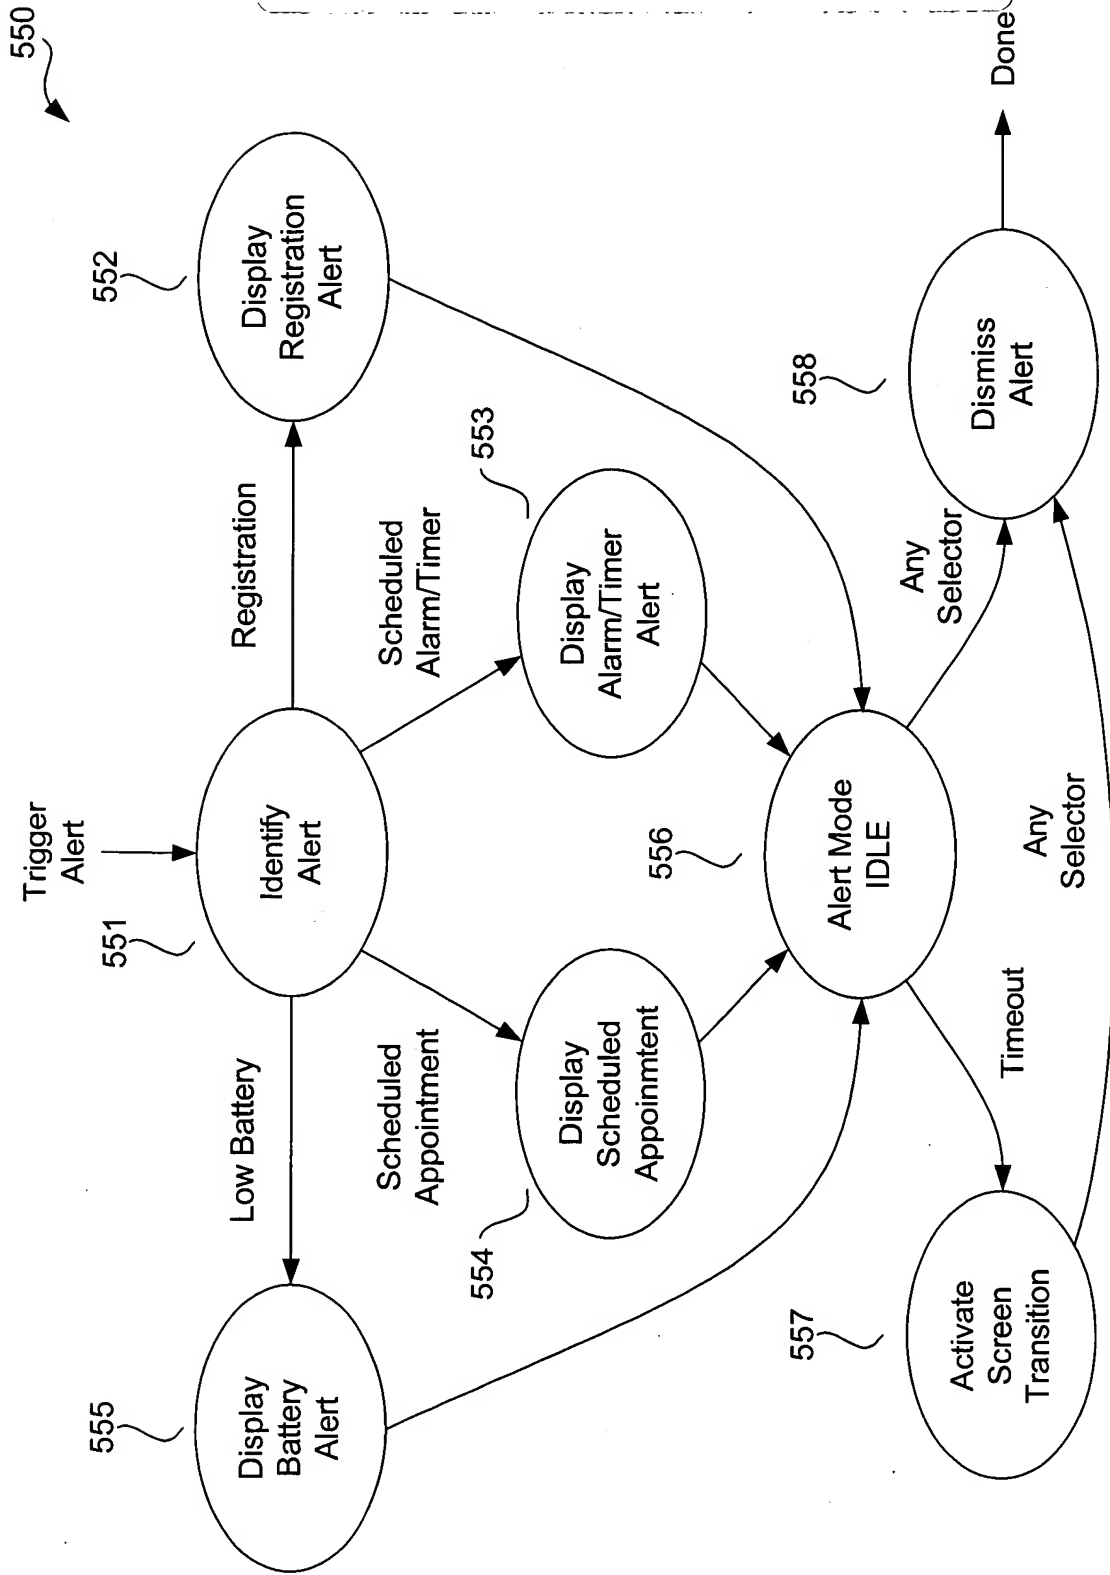 550
Trigger
Alert
551
Identify
Alert
Low Battery
Registration
555
Display
Battery
Alert
552
Display
Registration
Alert
Scheduled
Appointment
Scheduled
Alarm/Timer
554
Display
Scheduled
Appoinmtent
553
Display
Alarm/Timer
Alert
556
Alert Mode
IDLE
Timeout
Any
Selector
557
Activate
Screen
Transition
558
Dismiss
Alert
Any
Selector
Done